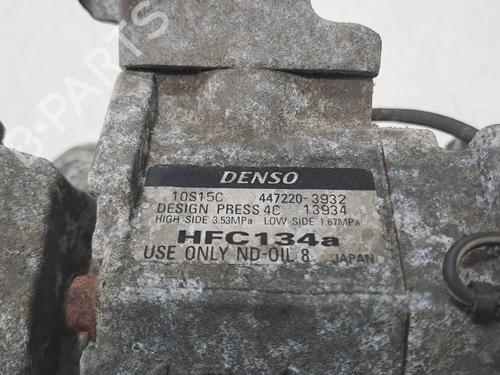 DENSO
10S15C 447220-3932
DESIGN PRESS 4C 13934
HIGH SIDE 3.53MPa LOW SIDE 1.67MPa
HFC134a
USE ONLY ND-OIL 8 JAPAN